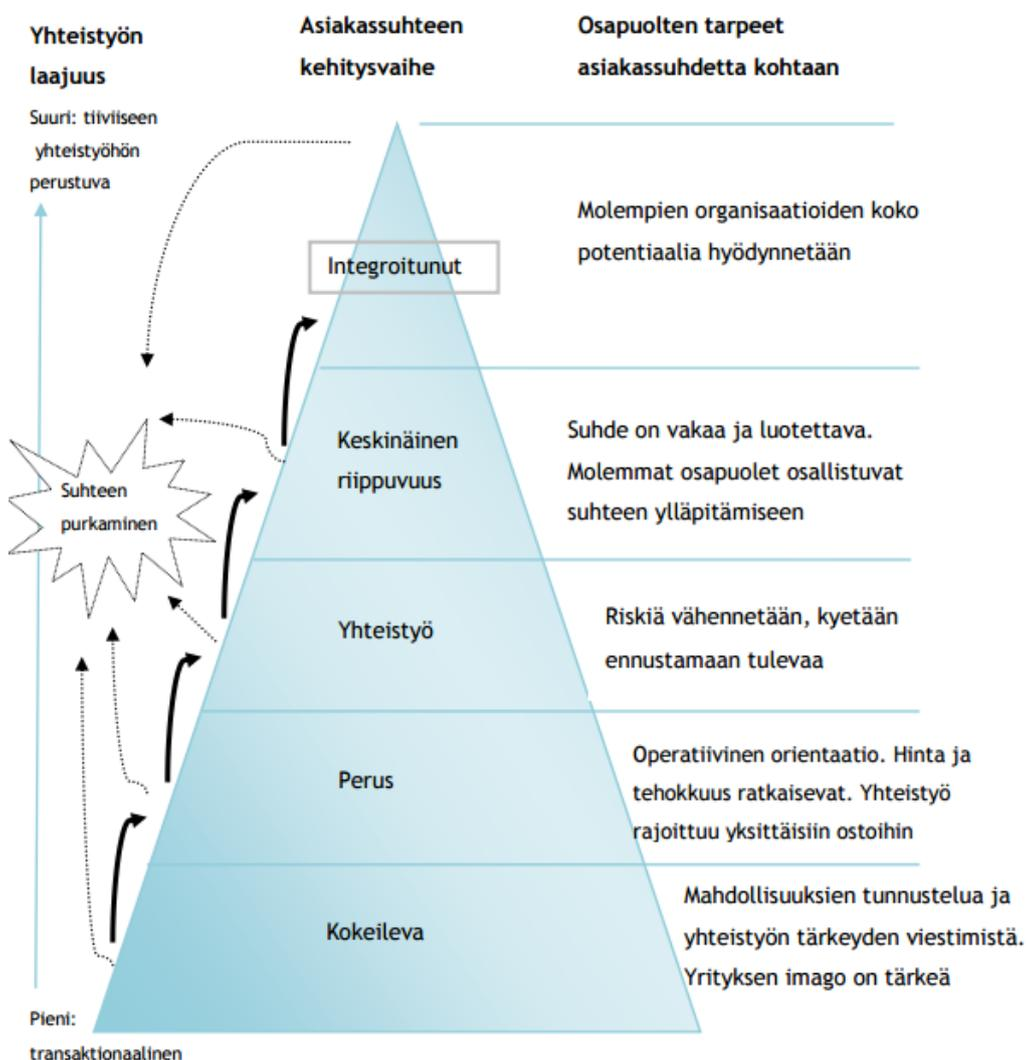 Yhteistyön
laajuus
Suuri: tiiviiseen
yhteistyöhön
perustuva
Asiakassuhteen
kehitysvaihe
Osapuolten tarpeet
asiakassuhdetta kohtaan
Integroitunut
Molempien organisaatioiden koko
potentiaalia hyödynnetään
Keskinäinen
riippuvuus
Suhde on vakaa ja luotettava.
Molemmat osapuolet osallistuvat
suhteen ylläpitämiseen
Suhteen
purkaminen
Yhteistyö
Riskiä vähennetään, kyetään
ennustamaan tulevaa
Perus
Operatiivinen orientaatio. Hinta ja
tehokkuus ratkaisevat. Yhteistyö
rajoittuu yksittäisiin ostoihin
Kokeileva
Mahdollisuuksien tunnustelua ja
yhteistyön tärkeyden viestimistä.
Yrityksen imago on tärkeä
Pieni:
transaktionaalinen